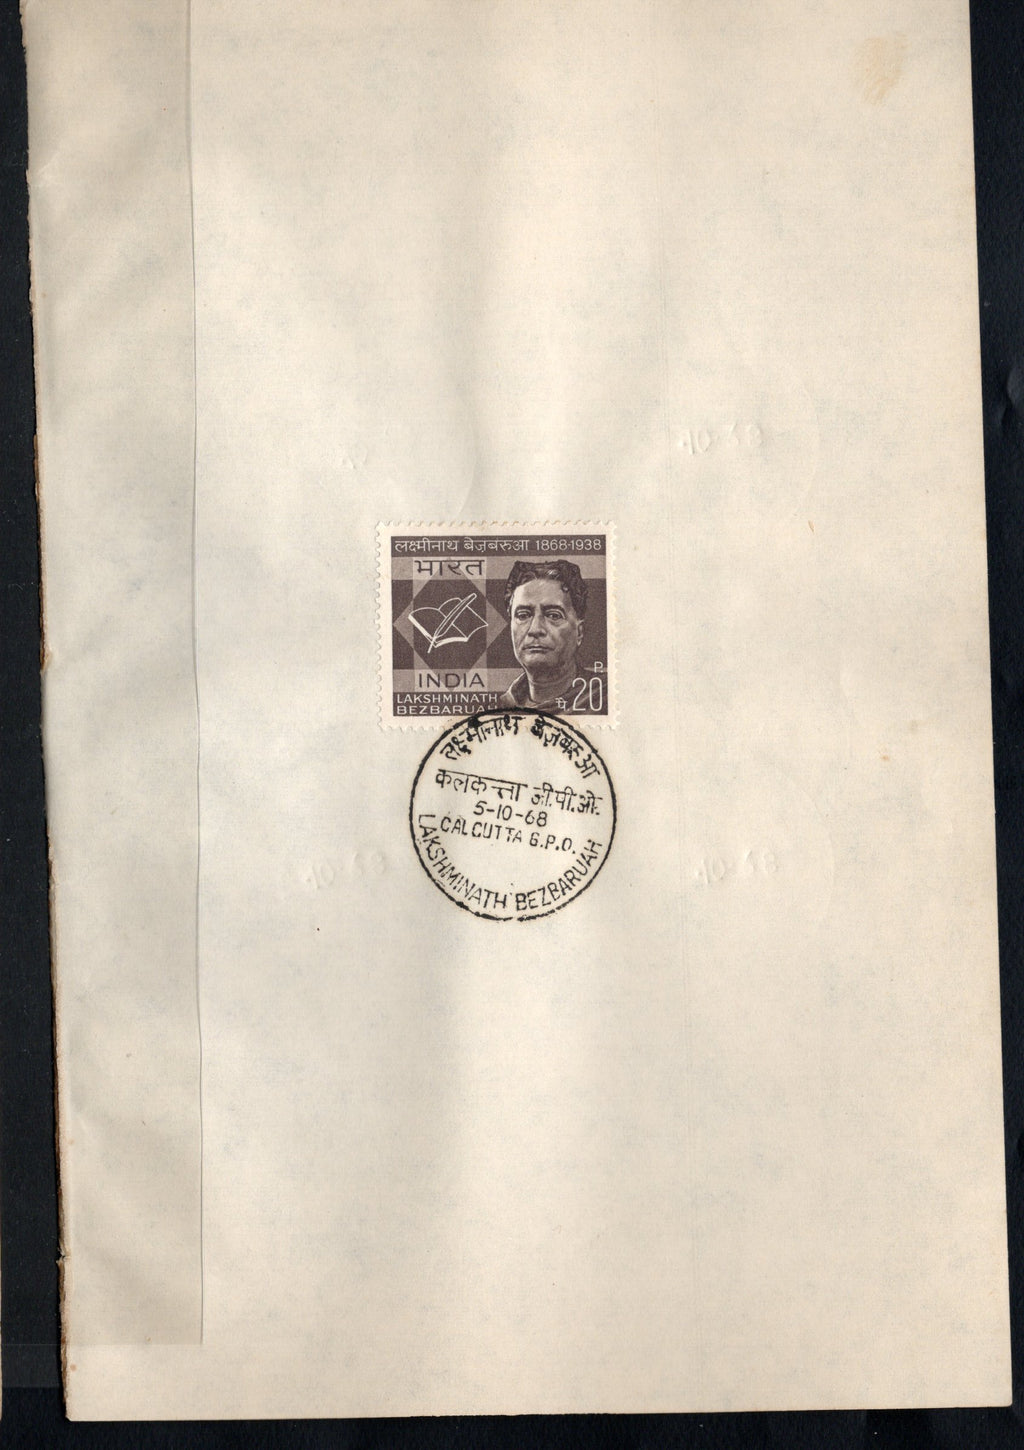 लक्ष्मीनाथ बेज़बरुआ 1868-1938
भारत
INDIA
P.
पै. 20
LAKSHMINATH
BEZBARUAH
लक्ष्मीनाथ बेज़बरुआ
कलकत्ता जी.पी.ओ.
5-10-68
CALCUTTA G.P.O.
LAKSHMINATH BEZBARUAH